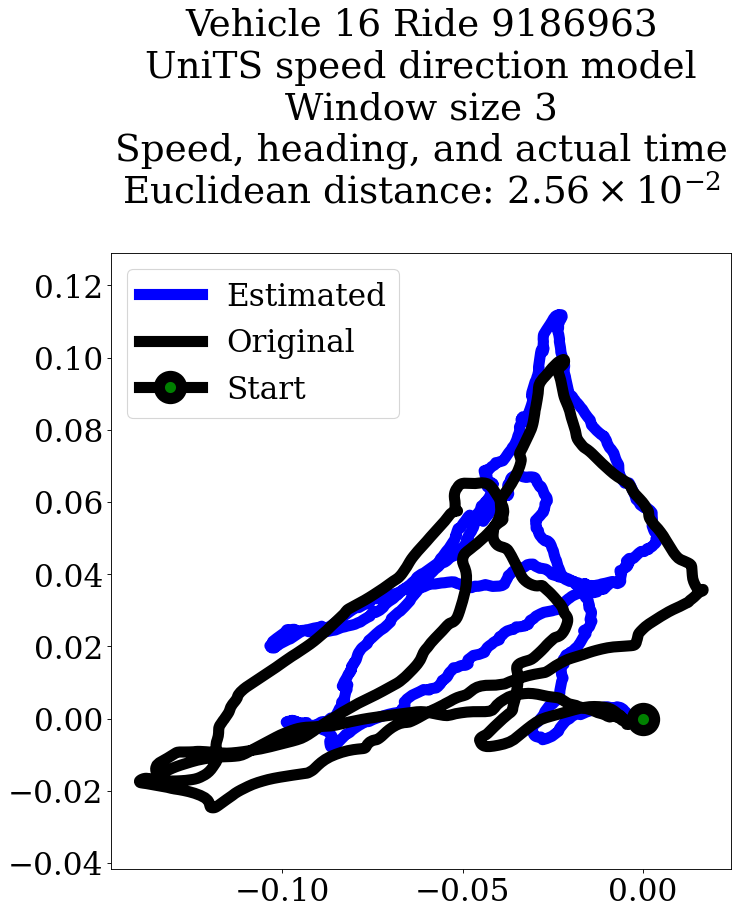 Vehicle 16 Ride 9186963
UniTS speed direction model
Window size 3
Speed, heading, and actual time
Euclidean distance: 2.56 × 10⁻²
Estimated
Original
Start
0.12
0.10
0.08
0.06
0.04
0.02
0.00
−0.02
−0.04
−0.10
−0.05
0.00